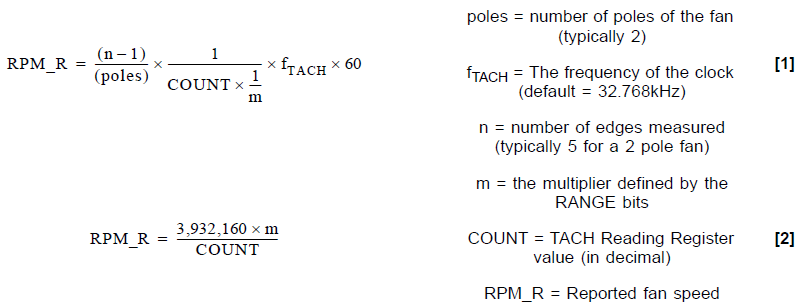 poles = number of poles of the fan
(typically 2)
RPM_R = (n – 1)/(poles) × 1/(COUNT × 1/m) × fTACH × 60
[1]
fTACH = The frequency of the clock
(default = 32.768kHz)
n = number of edges measured
(typically 5 for a 2 pole fan)
m = the multiplier defined by the
RANGE bits
RPM_R = 3,932,160 × m/COUNT
COUNT = TACH Reading Register
value (in decimal)
[2]
RPM_R = Reported fan speed